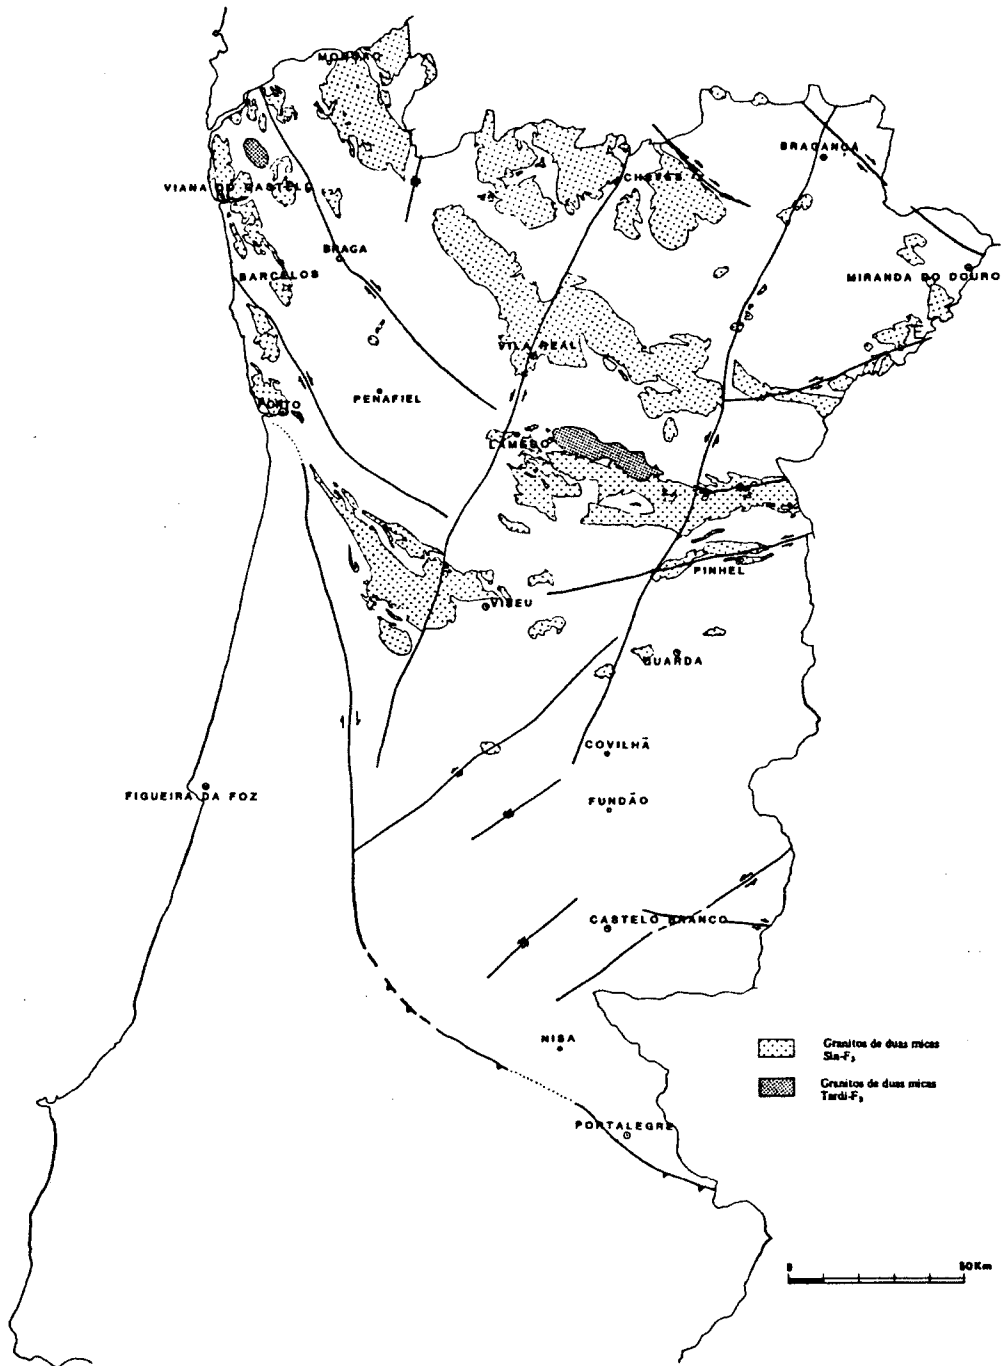 MONÇÃO
BRAGANÇA
CHAVES
VIANA DO CASTELO
BRAGA
BARCELOS
MIRANDA DO DOURO
VILA REAL
PENAFIEL
PORTO
LAMEGO
PINHEL
VISEU
GUARDA
COVILHÃ
FIGUEIRA DA FOZ
FUNDÃO
CASTELO BRANCO
NISA
Granitos de duas micas
Sin-F₃
Granitos de duas micas
Tardi-F₃
PORTALEGRE
0 50Km